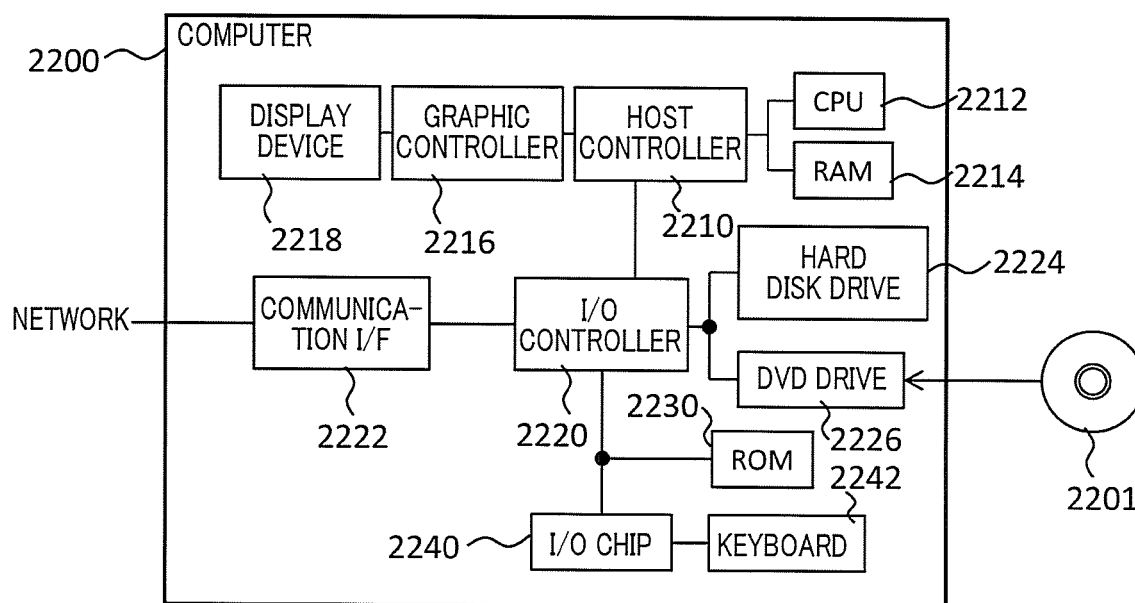 COMPUTER
2200
DISPLAY
DEVICE
GRAPHIC
CONTROLLER
HOST
CONTROLLER
CPU
2212
RAM
2214
2218
2216
2210
HARD
DISK DRIVE
2224
NETWORK
COMMUNICA-
TION I/F
I/O
CONTROLLER
DVD DRIVE
2222
2220
2230
2226
ROM
2201
2242
2240
I/O CHIP
KEYBOARD